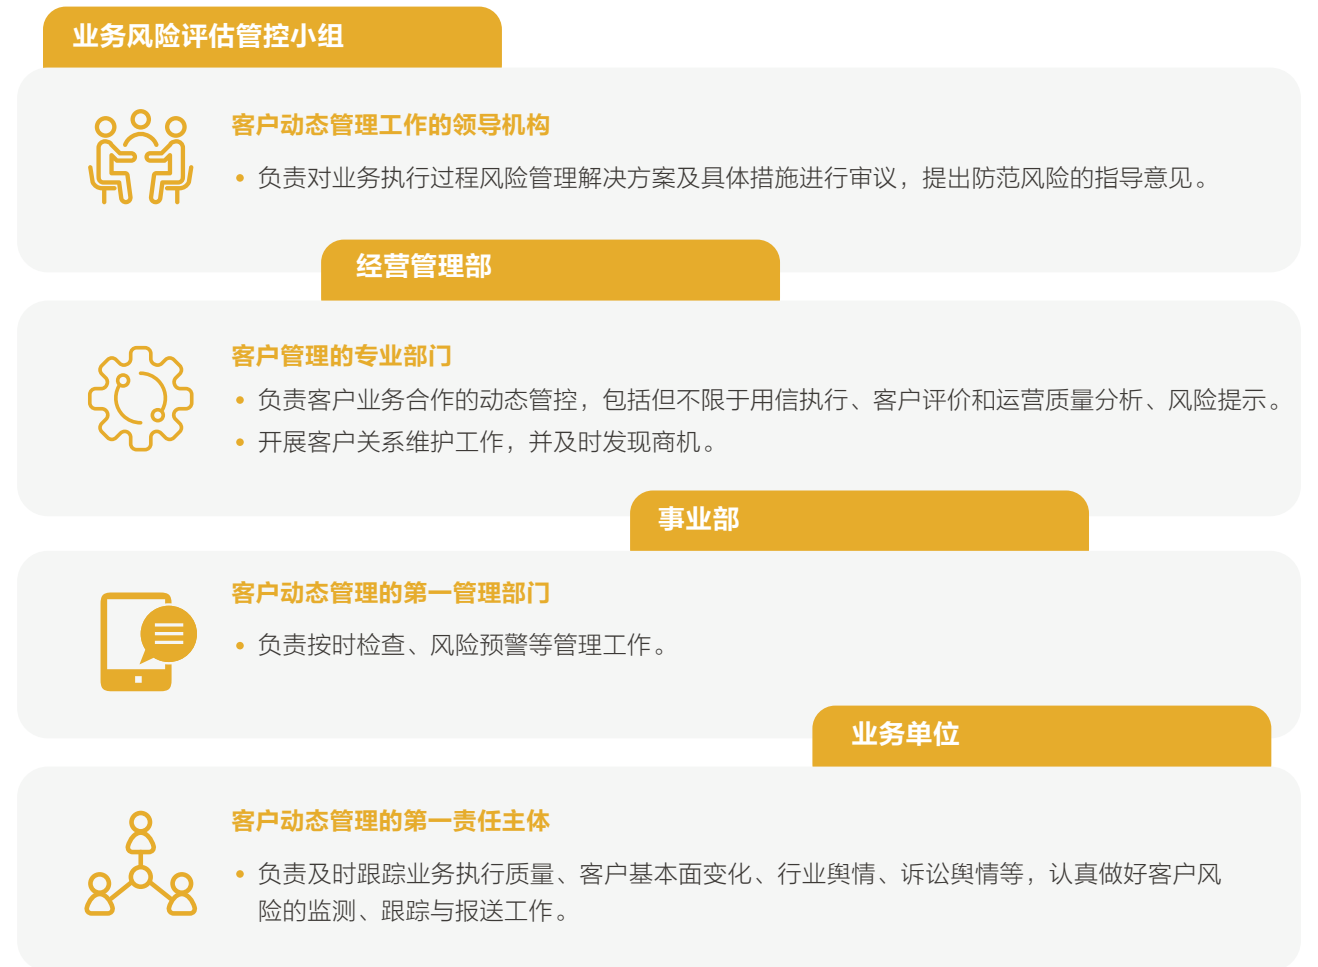 业务风险评估管控小组
客户动态管理工作的领导机构
• 负责对业务执行过程风险管理解决方案及具体措施进行审议，提出防范风险的指导意见。
经营管理部
客户管理的专业部门
• 负责客户业务合作的动态管控，包括但不限于用信执行、客户评价和运营质量分析、风险提示。
• 开展客户关系维护工作，并及时发现商机。
事业部
客户动态管理的第一管理部门
• 负责按时检查、风险预警等管理工作。
业务单位
客户动态管理的第一责任主体
• 负责及时跟踪业务执行质量、客户基本面变化、行业舆情、诉讼舆情等，认真做好客户风
险的监测、跟踪与报送工作。